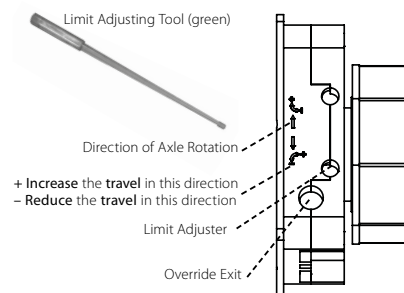 Limit Adjusting Tool (green)
Direction of Axle Rotation
+ Increase the travel in this direction
– Reduce the travel in this direction
Limit Adjuster
Override Exit